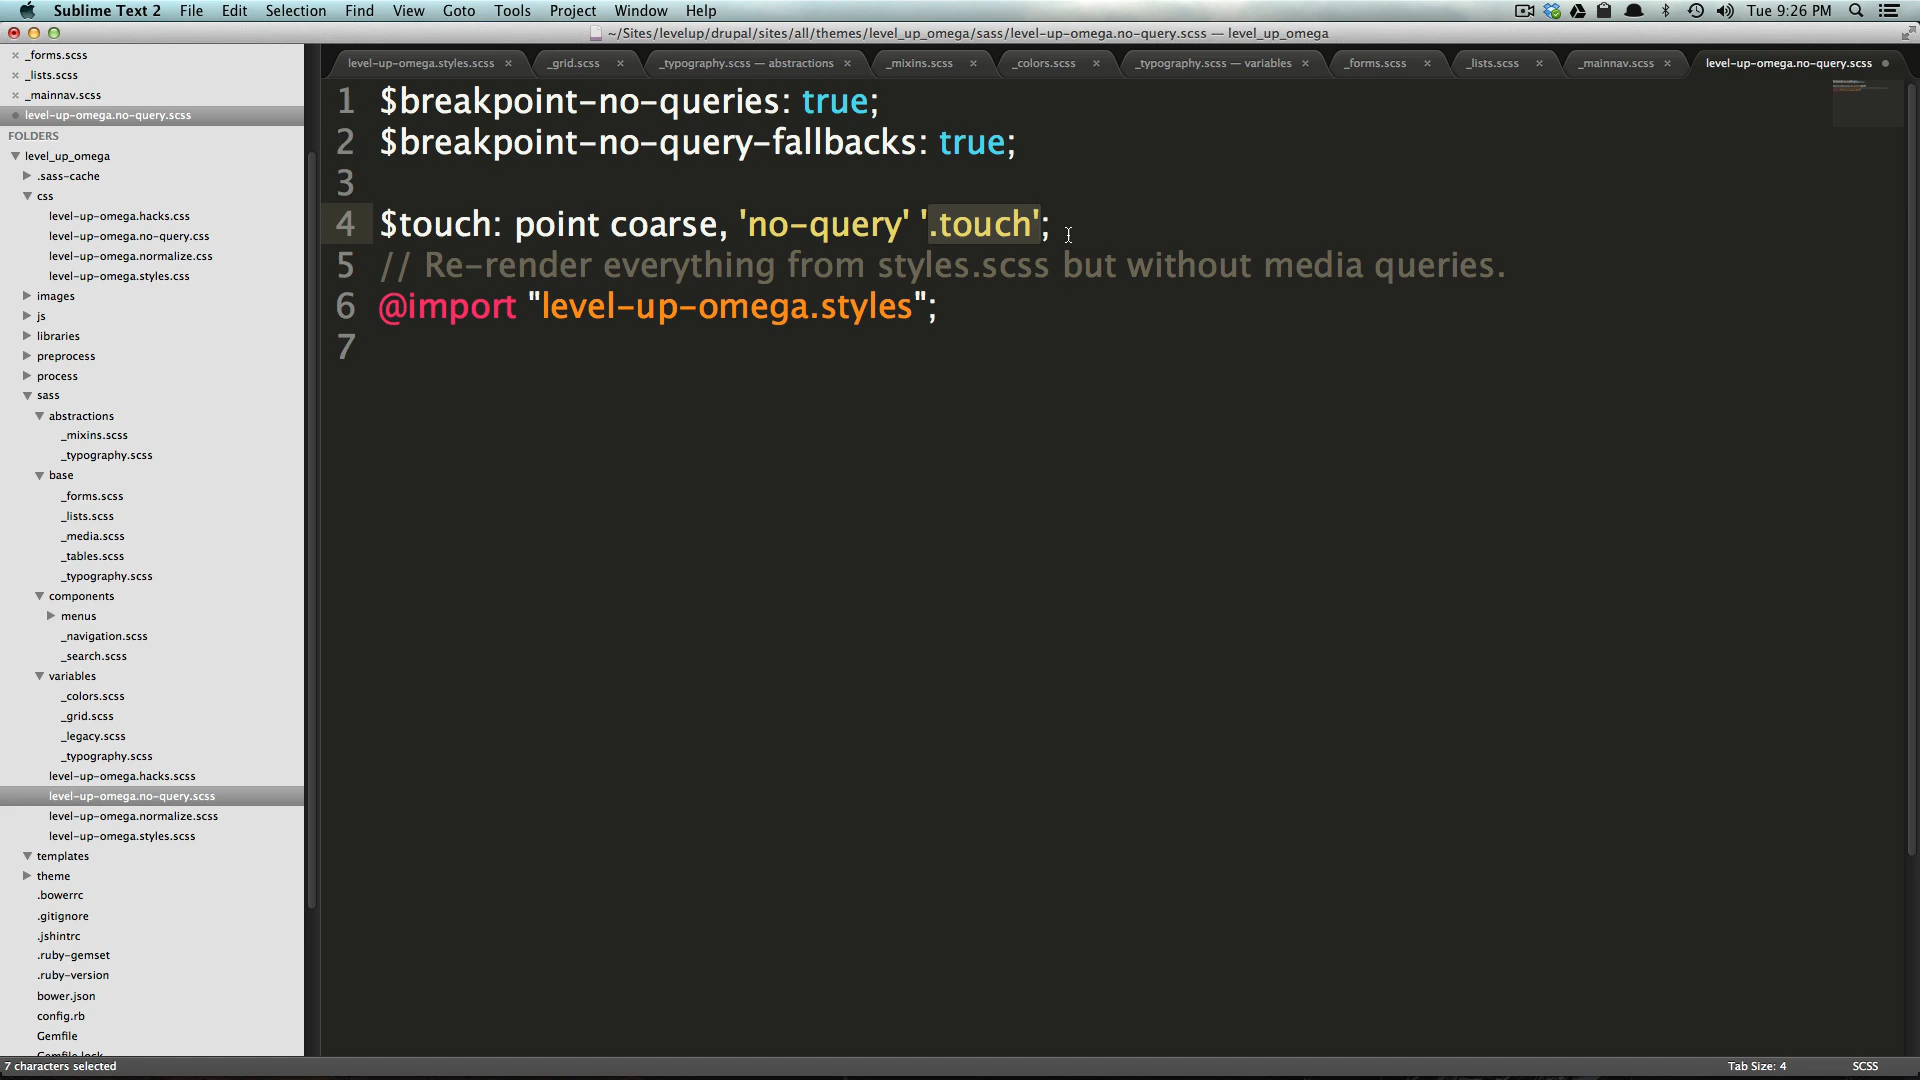 Sublime Text 2 File Edit Selection Find View Goto Tools Project Window Help Tue 9:26 PM
~/Sites/levelup/drupal/sites/all/themes/level_up_omega/sass/level-up-omega.no-query.scss — level_up_omega
level-up-omega.styles.scss _grid.scss _typography.scss — abstractions _mixins.scss _colors.scss _typography.scss — variables _forms.scss _lists.scss _mainnav.scss level-up-omega.no-query.scss
_forms.scss
_lists.scss
_mainnav.scss
level-up-omega.no-query.scss
FOLDERS
level_up_omega
.sass-cache
css
level-up-omega.hacks.css
level-up-omega.no-query.css
level-up-omega.normalize.css
level-up-omega.styles.css
images
js
libraries
preprocess
process
sass
abstractions
_mixins.scss
_typography.scss
base
_forms.scss
_lists.scss
_media.scss
_tables.scss
_typography.scss
components
menus
_navigation.scss
_search.scss
variables
_colors.scss
_grid.scss
_legacy.scss
_typography.scss
level-up-omega.hacks.scss
level-up-omega.no-query.scss
level-up-omega.normalize.scss
level-up-omega.styles.scss
templates
theme
.bowerrc
.gitignore
.jshintrc
.ruby-gemset
.ruby-version
bower.json
config.rb
Gemfile
Gemfile.lock
1 $breakpoint-no-queries: true;
2 $breakpoint-no-query-fallbacks: true;
3
4 $touch: point coarse, 'no-query' '.touch';
5 // Re-render everything from styles.scss but without media queries.
6 @import "level-up-omega.styles";
7
7 characters selected Tab Size: 4 SCSS